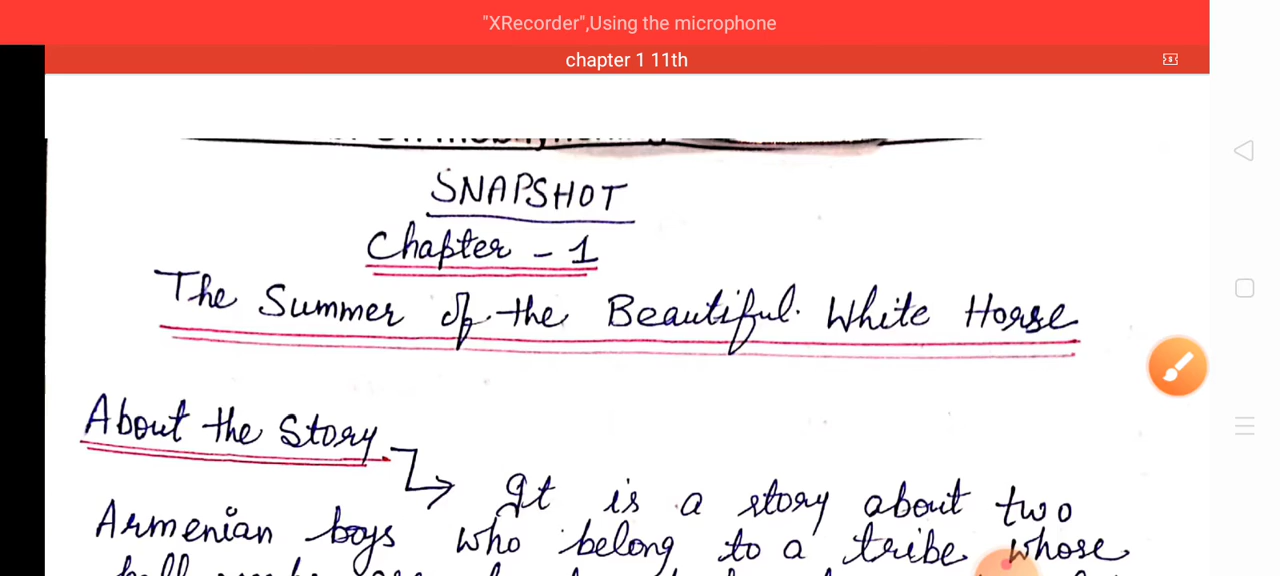 "XRecorder",Using the microphone
chapter 1 11th
SNAPSHOT
Chapter - 1
The Summer of the Beautiful White Horse
About the Story
It is a story about two
Armenian boys who belong to a tribe whose